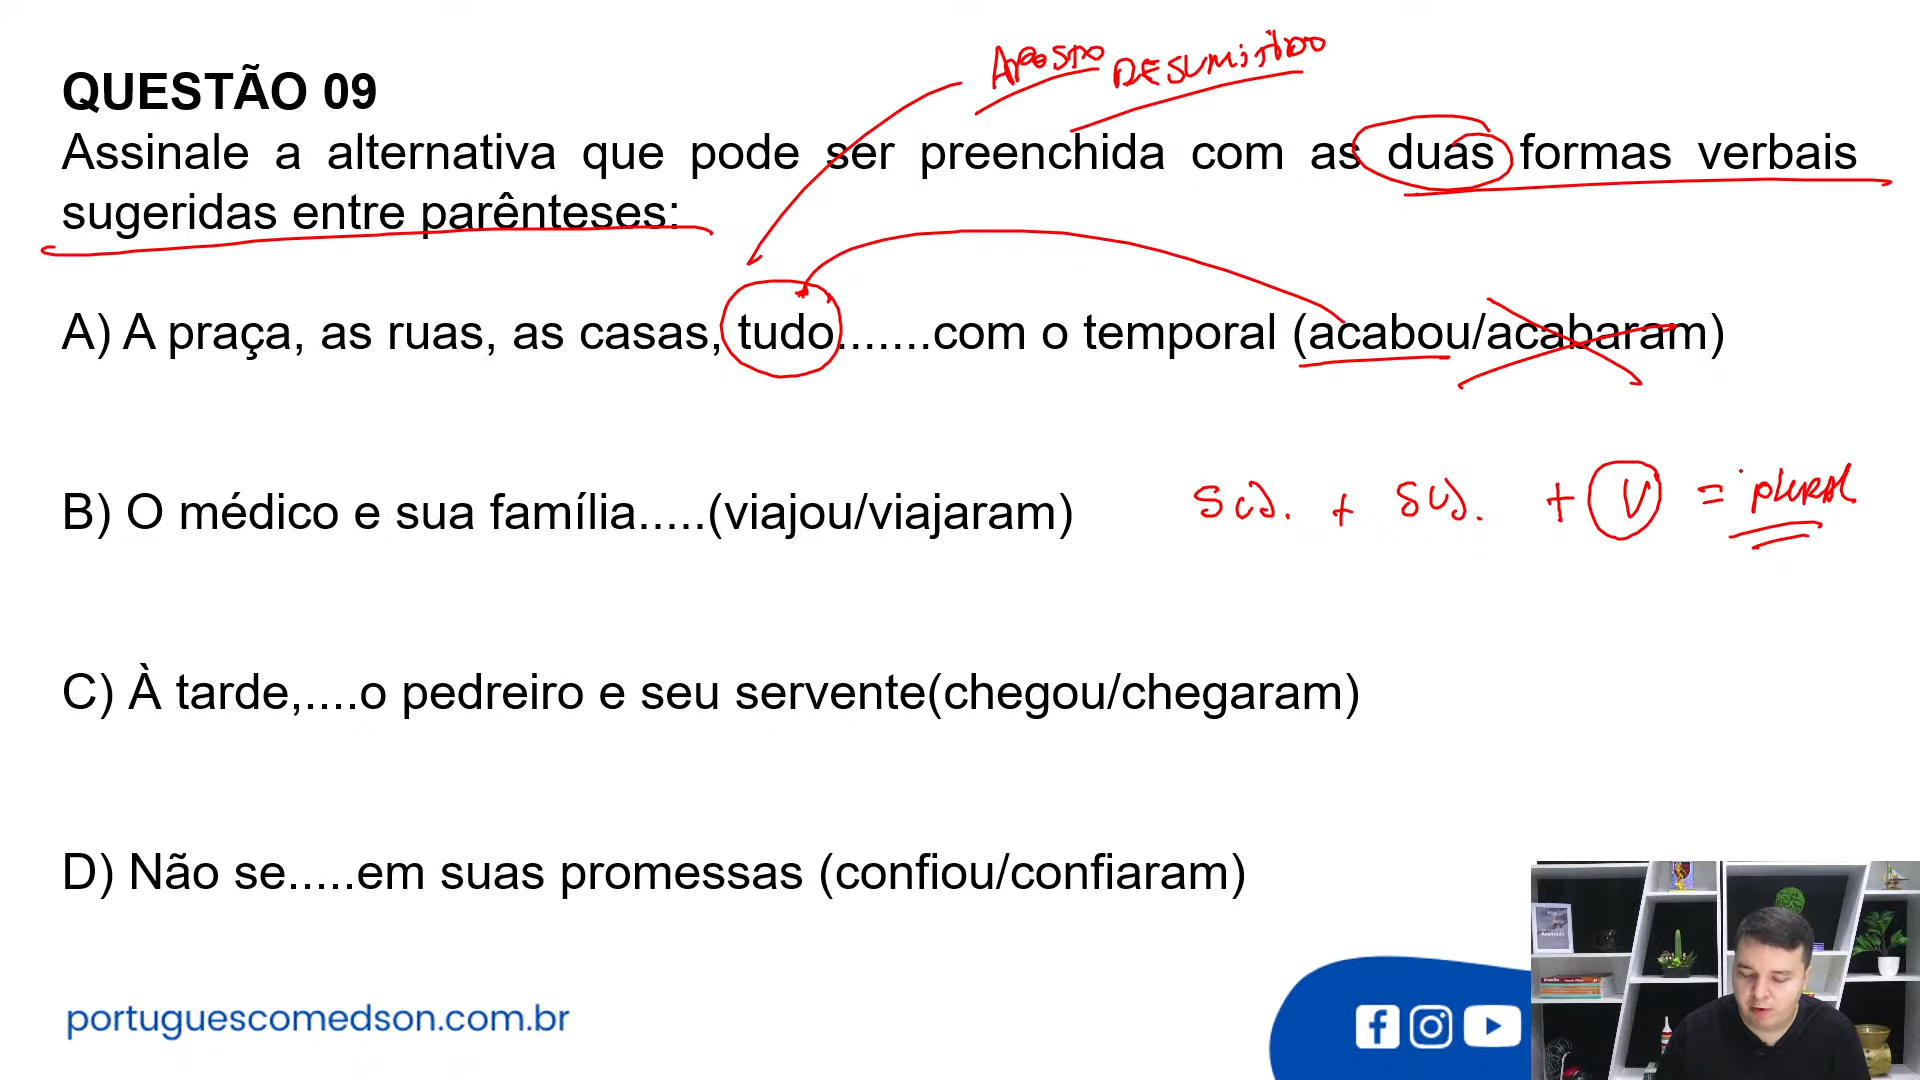 APOSTO RESUMITIDO
QUESTÃO 09
Assinale a alternativa que pode ser preenchida com as duas formas verbais
sugeridas entre parênteses:
A) A praça, as ruas, as casas, tudo.......com o temporal (acabou/acabaram)
B) O médico e sua família.....(viajou/viajaram)
SUJ. + SUJ. + V = plural
C) À tarde,....o pedreiro e seu servente(chegou/chegaram)
D) Não se.....em suas promessas (confiou/confiaram)
portuguescomedson.com.br